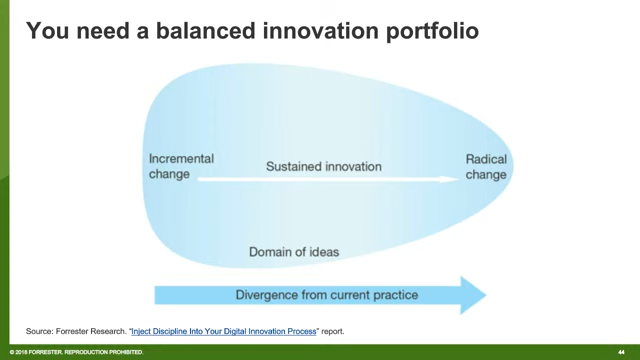 You need a balanced innovation portfolio
Incremental
change
Sustained innovation
Radical
change
Domain of ideas
Divergence from current practice
Source: Forrester Research. “Inject Discipline Into Your Digital Innovation Process” report.
© 2018 FORRESTER. REPRODUCTION PROHIBITED.
44